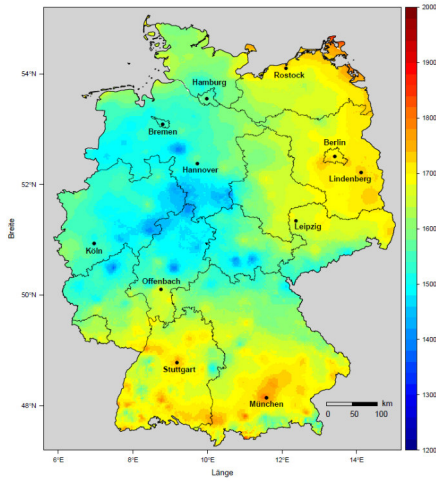 2000
54°N
Hamburg
Rostock
1900
Bremen
1800
Berlin
Hannover
52°N
Lindenberg
1700
Breite
Leipzig
1600
Köln
Offenbach
50°N
1500
1400
Stuttgart
1300
München
48°N
0 50 100
km
1200
6°E 8°E 10°E 12°E 14°E
Länge